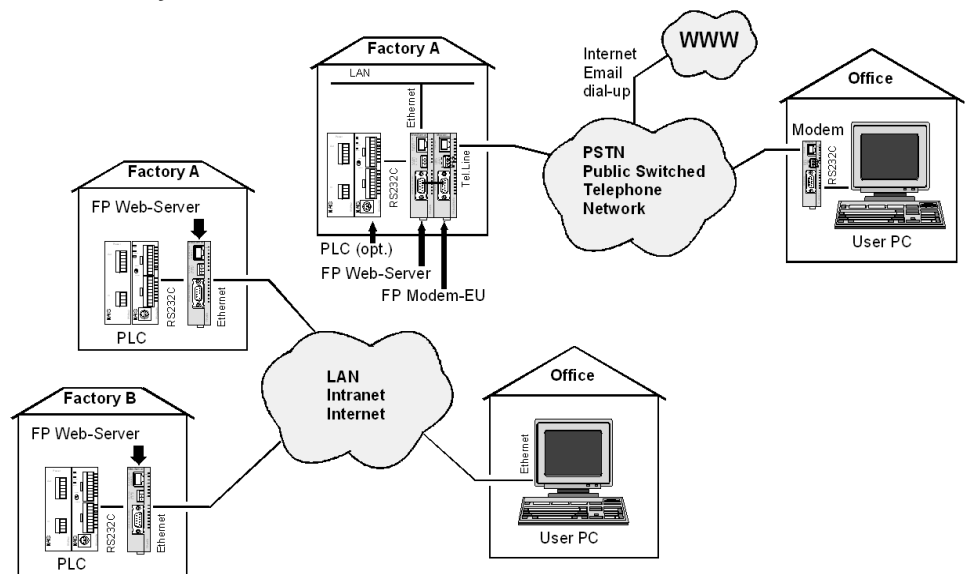 Factory A
LAN
Ethernet
RS232C
Tel.Line
PLC (opt.)
FP Web-Server
FP Modem-EU
Internet
Email
dial-up
WWW
PSTN
Public Switched
Telephone
Network
Office
Modem
RS232C
User PC
Factory A
FP Web-Server
RS232C
Ethernet
PLC
LAN
Intranet
Internet
Factory B
FP Web-Server
RS232C
Ethernet
PLC
Office
Ethernet
User PC